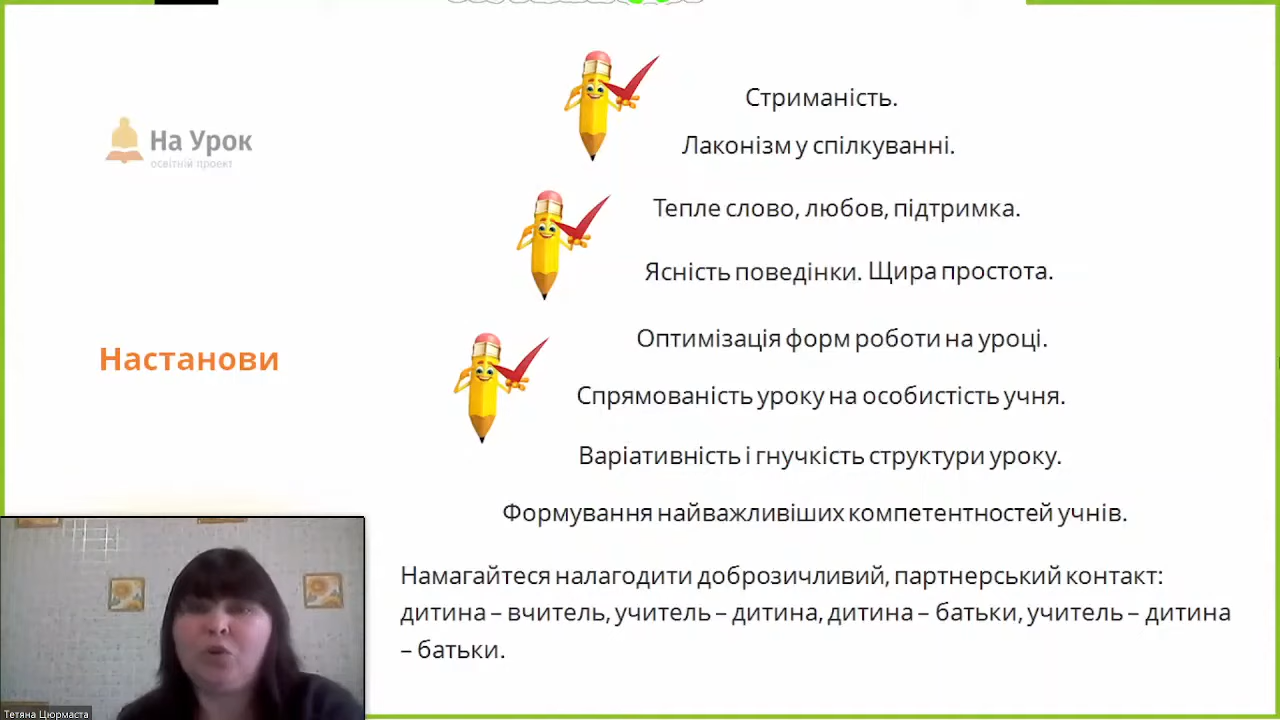 Стриманість.
На Урок
освітній проект
Лаконізм у спілкуванні.
Тепле слово, любов, підтримка.
Ясність поведінки. Щира простота.
Оптимізація форм роботи на уроці.
Настанови
Спрямованість уроку на особистість учня.
Варіативність і гнучкість структури уроку.
Формування найважливіших компетентностей учнів.
Намагайтеся налагодити доброзичливий, партнерський контакт:
дитина – вчитель, учитель – дитина, дитина – батьки, учитель – дитина
– батьки.
Тетяна Цюрмаста